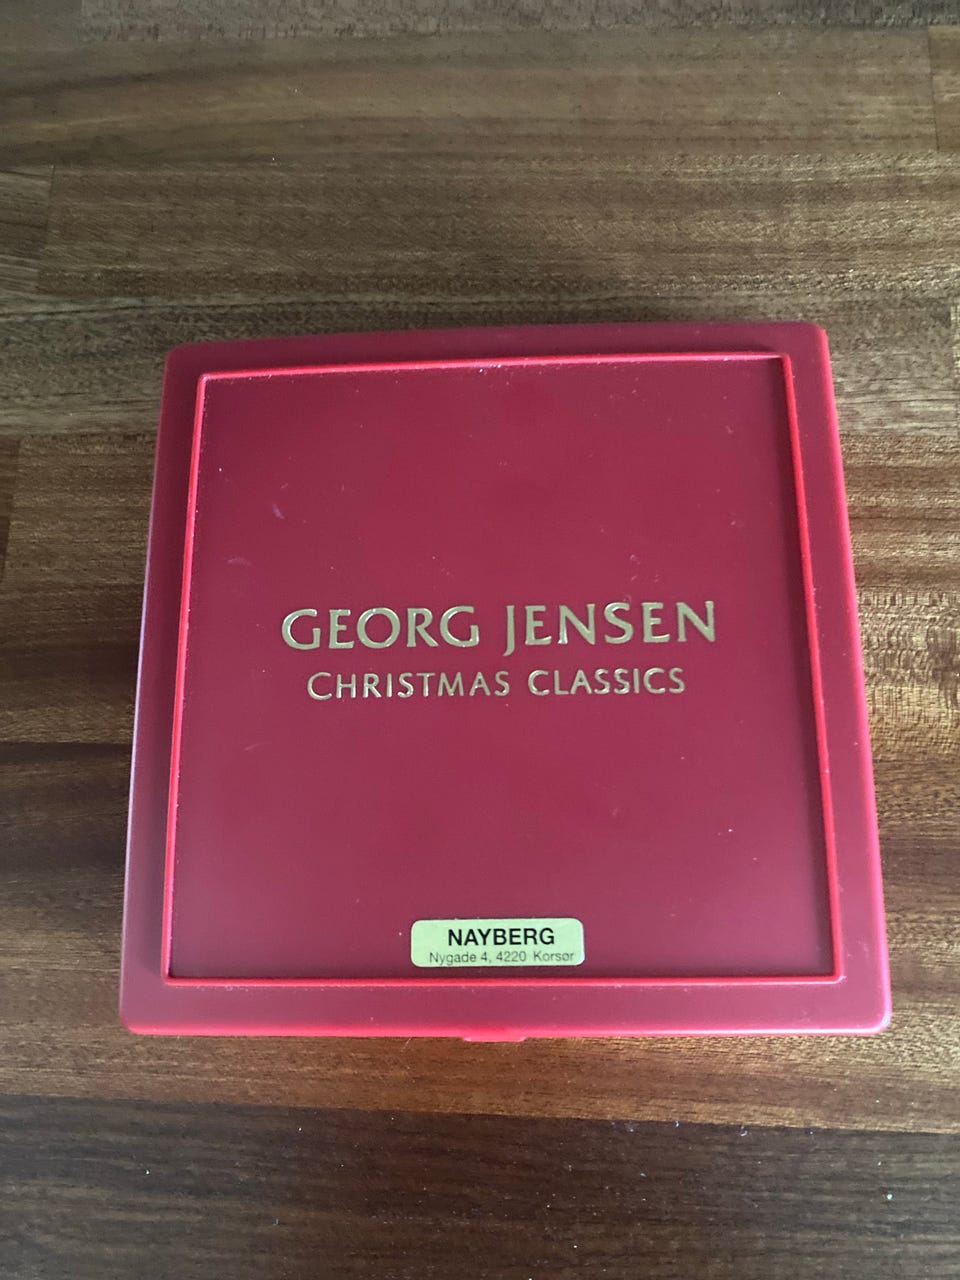 GEORG JENSEN
CHRISTMAS CLASSICS
NAYBERG
Nygade 4, 4220 Korsør